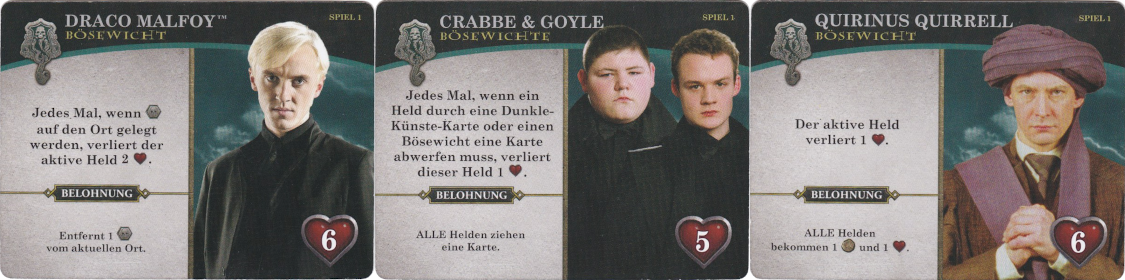 DRACO MALFOY™
SPIEL 1
BÖSEWICHT
Jedes Mal, wenn
auf den Ort gelegt
werden, verliert der
aktive Held 2 .
BELOHNUNG
Entfernt 1
vom aktuellen Ort.
6
CRABBE & GOYLE
SPIEL 1
BÖSEWICHTE
Jedes Mal, wenn ein
Held durch eine Dunkle-
Künste-Karte oder einen
Bösewicht eine Karte
abwerfen muss, verliert
dieser Held 1 .
BELOHNUNG
ALLE Helden ziehen
eine Karte.
5
QUIRINUS QUIRRELL
SPIEL 1
BÖSEWICHT
Der aktive Held
verliert 1 .
BELOHNUNG
ALLE Helden
bekommen 1 und 1 .
6